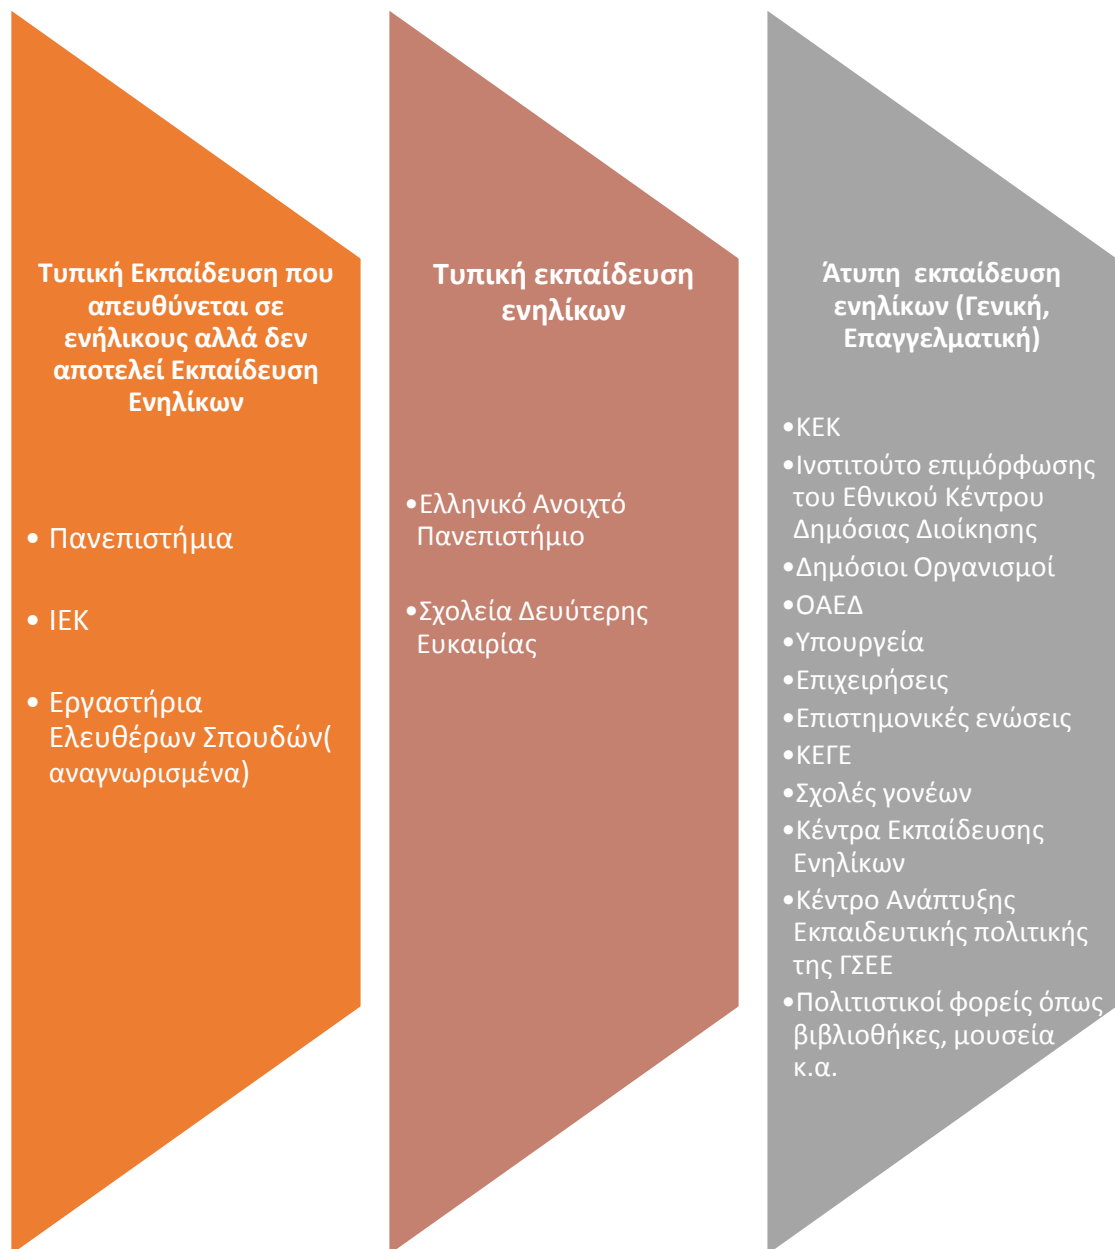 Τυπική Εκπαίδευση που
απευθύνεται σε
ενήλικους αλλά δεν
αποτελεί Εκπαίδευση
Ενηλίκων
• Πανεπιστήμια
• ΙΕΚ
• Εργαστήρια
Ελευθέρων Σπουδών(
αναγνωρισμένα)
Τυπική εκπαίδευση
ενηλίκων
•Ελληνικό Ανοιχτό
Πανεπιστήμιο
•Σχολεία Δευύτερης
Ευκαιρίας
Άτυπη εκπαίδευση
ενηλίκων (Γενική,
Επαγγελματική)
•ΚΕΚ
•Ινστιτούτο επιμόρφωσης
του Εθνικού Κέντρου
Δημόσιας Διοίκησης
•Δημόσιοι Οργανισμοί
•ΟΑΕΔ
•Υπουργεία
•Επιχειρήσεις
•Επιστημονικές ενώσεις
•ΚΕΓΕ
•Σχολές γονέων
•Κέντρα Εκπαίδευσης
Ενηλίκων
•Κέντρο Ανάπτυξης
Εκπαιδευτικής πολιτικής
της ΓΣΕΕ
•Πολιτιστικοί φορείς όπως
βιβλιοθήκες, μουσεία
κ.α.